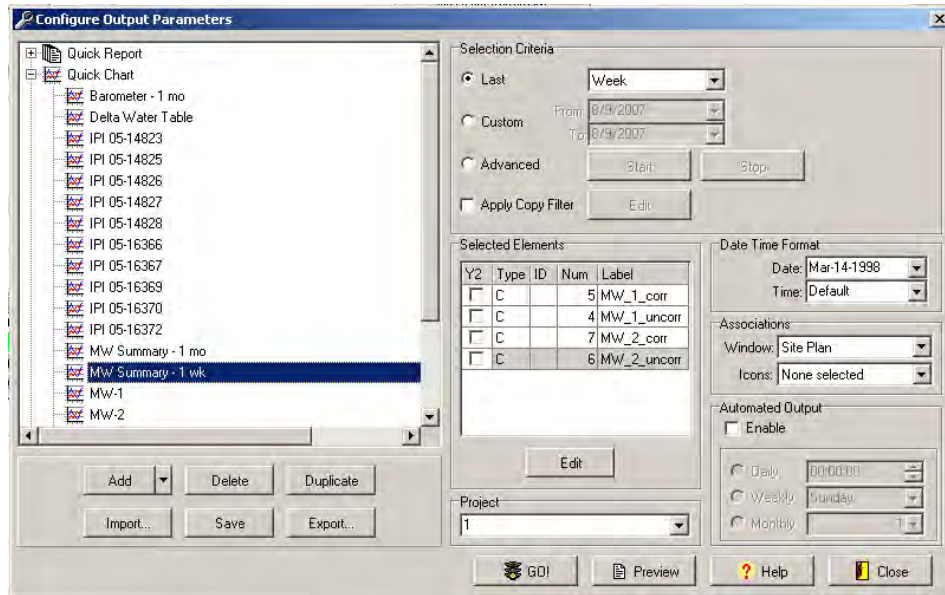 Configure Output Parameters
Quick Report
Quick Chart
Barometer - 1 mo
Delta Water Table
IPI 05-14823
IPI 05-14825
IPI 05-14826
IPI 05-14827
IPI 05-14828
IPI 05-16366
IPI 05-16367
IPI 05-16369
IPI 05-16370
IPI 05-16372
MW Summary - 1 mo
MW Summary - 1 wk
MW-1
MW-2
Add
Delete
Duplicate
Import...
Save
Export...
Selection Criteria
Last
Week
Custom
From: 8/9/2007
To: 8/9/2007
Advanced
Start
Stop
Apply Copy Filter
Edit
Selected Elements
Y2 Type ID Num Label
C 5 MW_1_corr
C 4 MW_1_uncorr
C 7 MW_2_corr
C 6 MW_2_uncorr
Edit
Project
1
Date Time Format
Date: Mar-14-1998
Time: Default
Associations
Window: Site Plan
Icons: None selected
Automated Output
Enable
Daily 00:00:00
Weekly Sunday
Monthly 1
GO!
Preview
? Help
Close